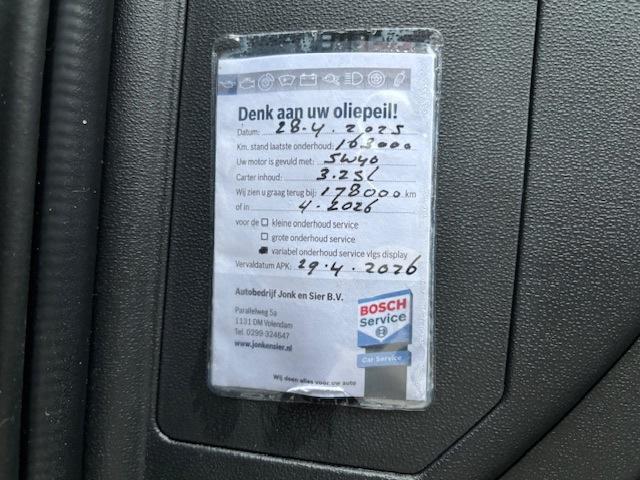 Denk aan uw oliepeil!
Datum: 28.4.2025
Km. stand laatste onderhoud: 163000
Uw motor is gevuld met: 5W40
Carter inhoud: 3.25L
Wij zien u graag terug bij: 178000 km
of in 4.2026
voor de kleine onderhoud service
grote onderhoud service
variabel onderhoud service vlgs display
Vervaldatum APK: 29.4.2026
Autobedrijf Jonk en Sier B.V.
Parallelweg 5a
1131 DM Volendam
Tel. 0299-324647
www.jonkensier.nl
BOSCH
Service
Car Service
Wij doen alles voor uw auto